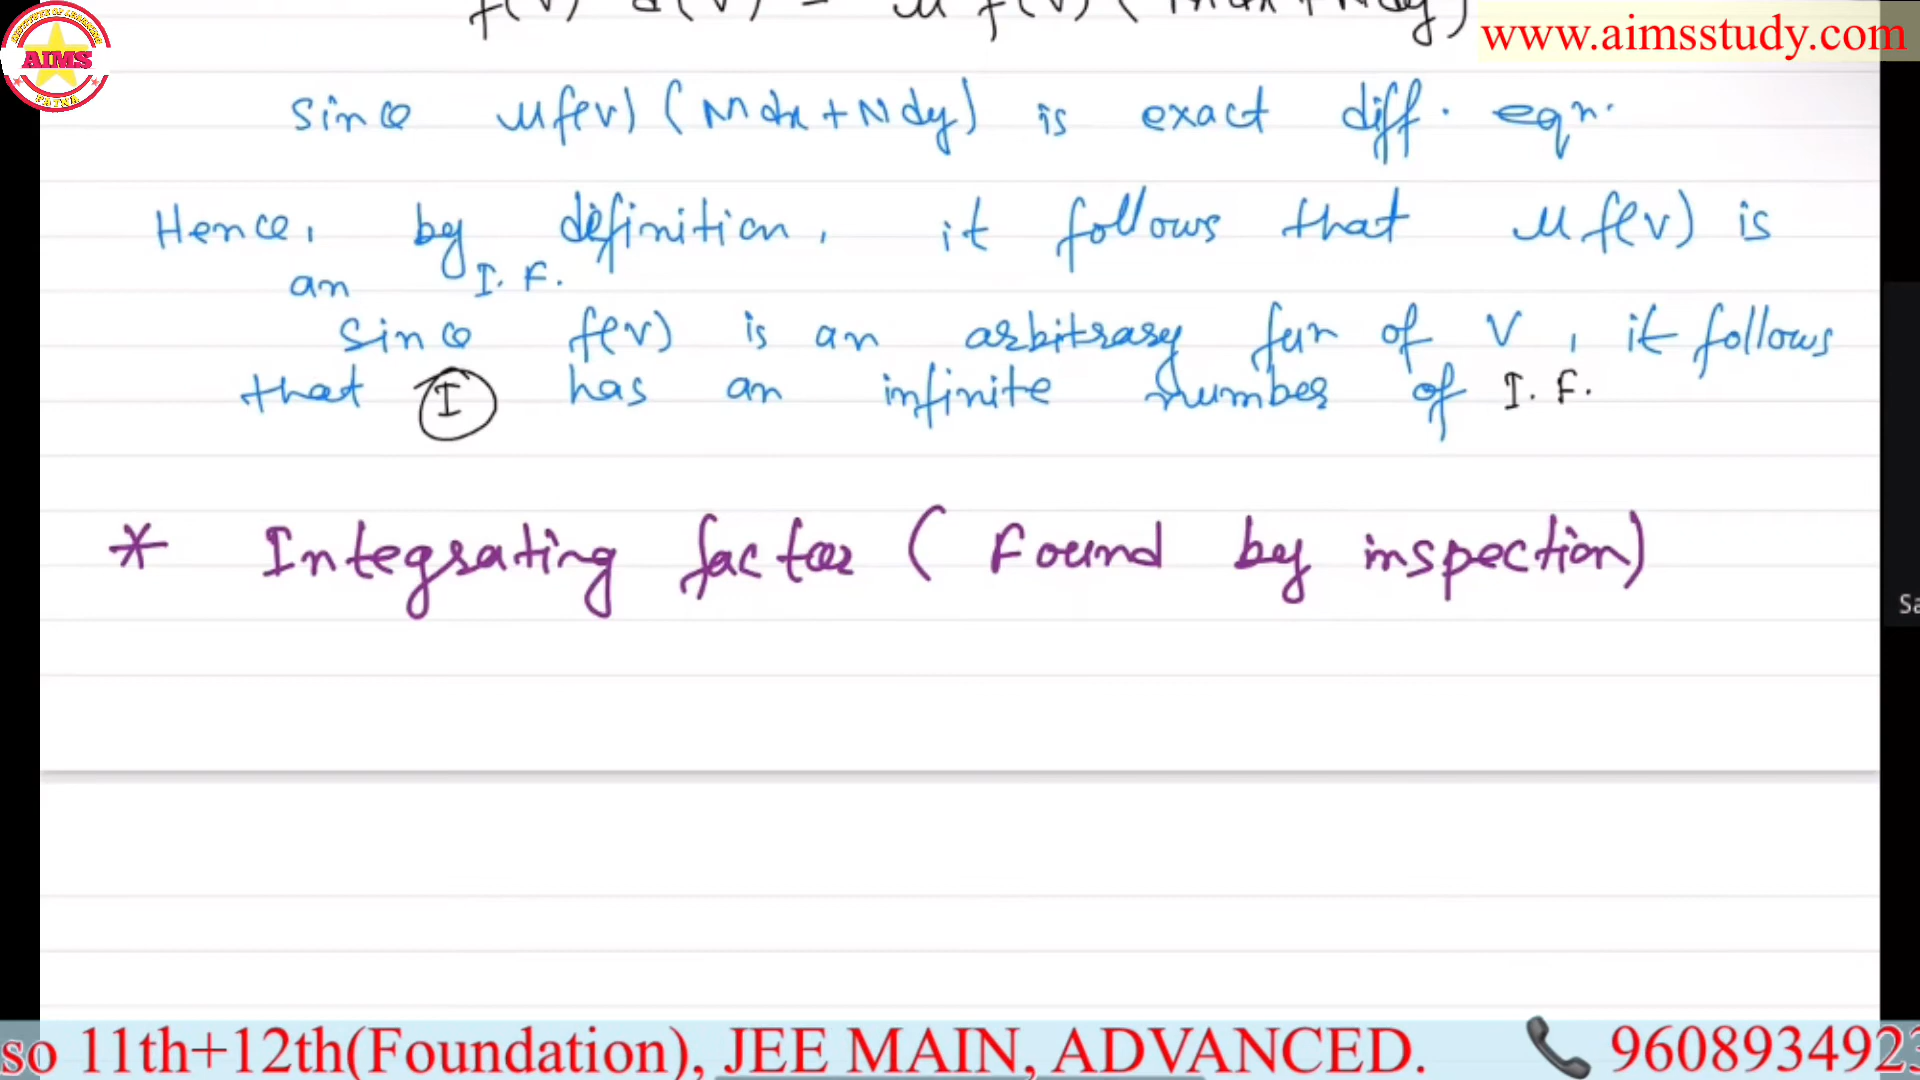 www.aimsstudy.com
AIMS
PATNA
since μf(v) (Mdx+Ndy) is exact diff. eqn.
Hence, by definition, it follows that μf(v) is
an I.F.
since f(v) is an arbitrary fun of V, it follows
that I has an infinite number of I.F.
* Integrating factor (Found by inspection)
Sa
so 11th+12th(Foundation), JEE MAIN, ADVANCED. 960893492